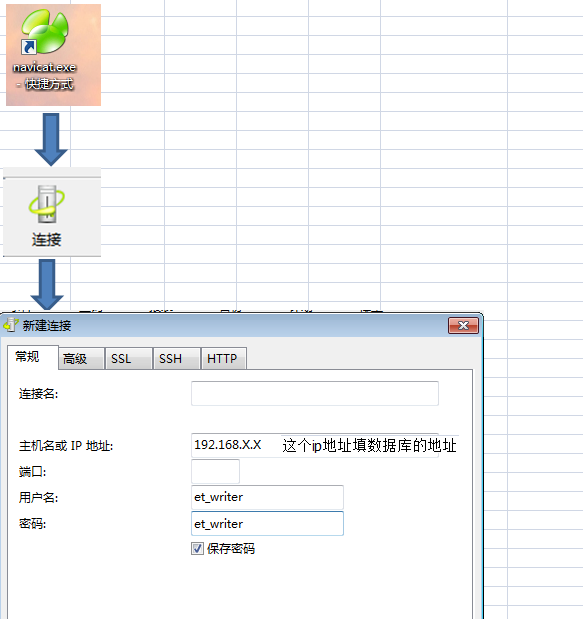 navicat.exe
- 快捷方式
连接
新建连接
常规 高级 SSL SSH HTTP
连接名:
主机名或 IP 地址: 192.168.X.X 这个ip地址填数据库的地址
端口:
用户名: et_writer
密码: et_writer
保存密码